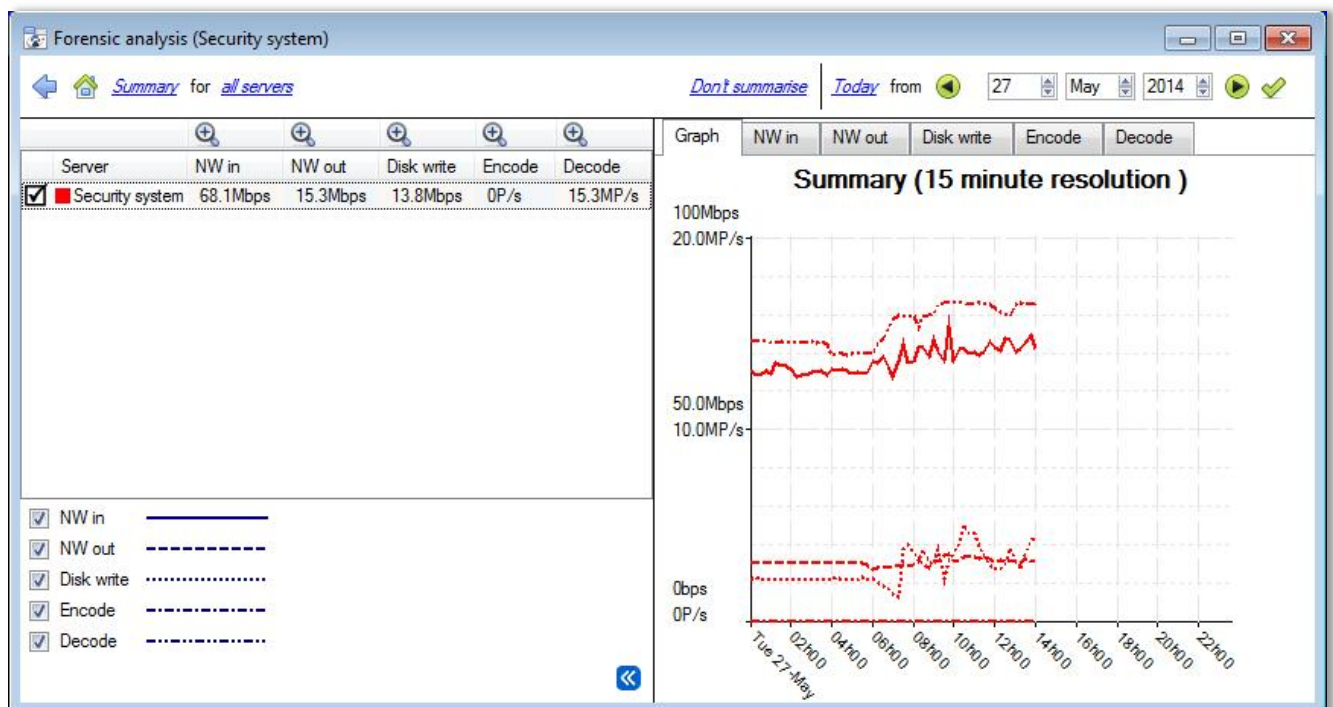 Forensic analysis (Security system)
Summary for all servers
Don't summarise Today from 27 May 2014
Server NW in NW out Disk write Encode Decode
Security system 68.1Mbps 15.3Mbps 13.8Mbps 0P/s 15.3MP/s
NW in
NW out
Disk write
Encode
Decode
Graph NW in NW out Disk write Encode Decode
Summary (15 minute resolution )
100Mbps
20.0MP/s
50.0Mbps
10.0MP/s
0bps
0P/s
Tue 27-May 02h00 04h00 06h00 08h00 10h00 12h00 14h00 16h00 18h00 20h00 22h00